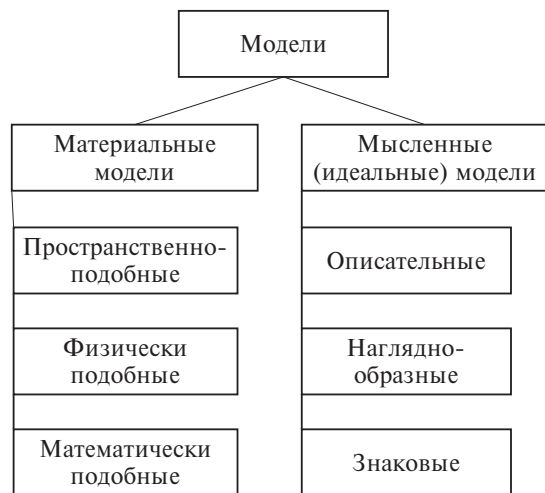 Модели
Материальные
модели
Мысленные
(идеальные) модели
Пространственно-
подобные
Описательные
Физически
подобные
Наглядно-
образные
Математически
подобные
Знаковые